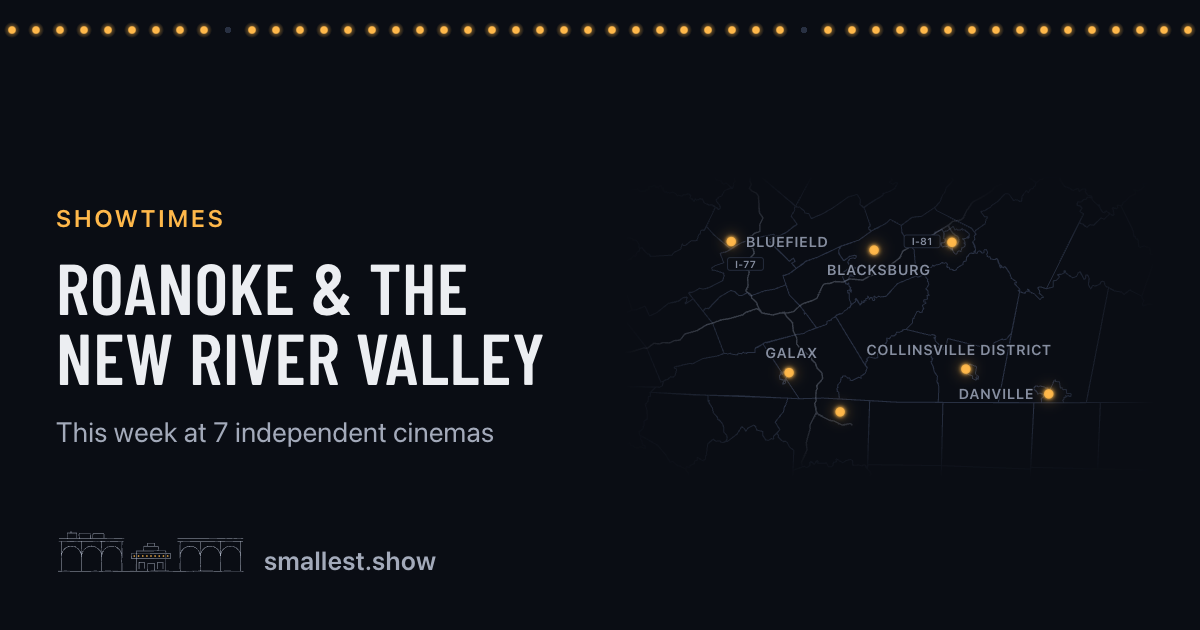 SHOWTIMES
ROANOKE & THE
NEW RIVER VALLEY
This week at 7 independent cinemas
smallest.show
BLUEFIELD
I-77
I-81
BLACKSBURG
GALAX
COLLINSVILLE DISTRICT
DANVILLE